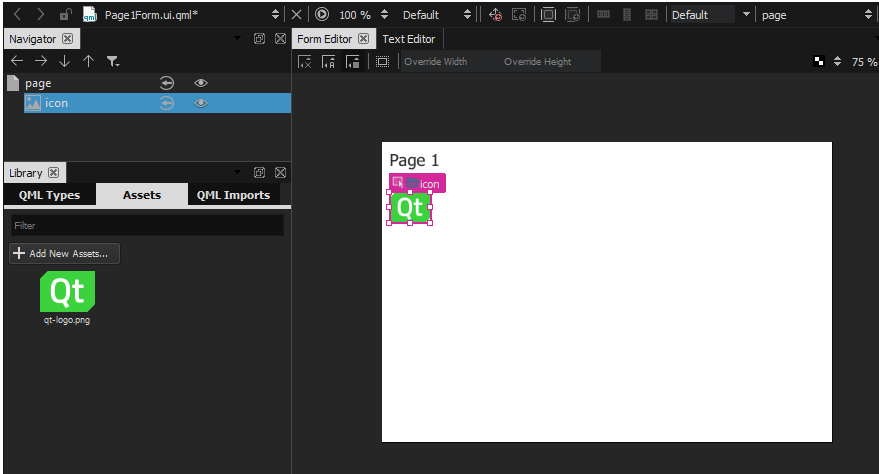 Page1Form.ui.qml*
100 %
Default
Default
page
Navigator
Form Editor
Text Editor
Override Width
Override Height
75 %
page
icon
Library
QML Types
Assets
QML Imports
Filter
Add New Assets...
Qt
qt-logo.png
Page 1
icon
Qt